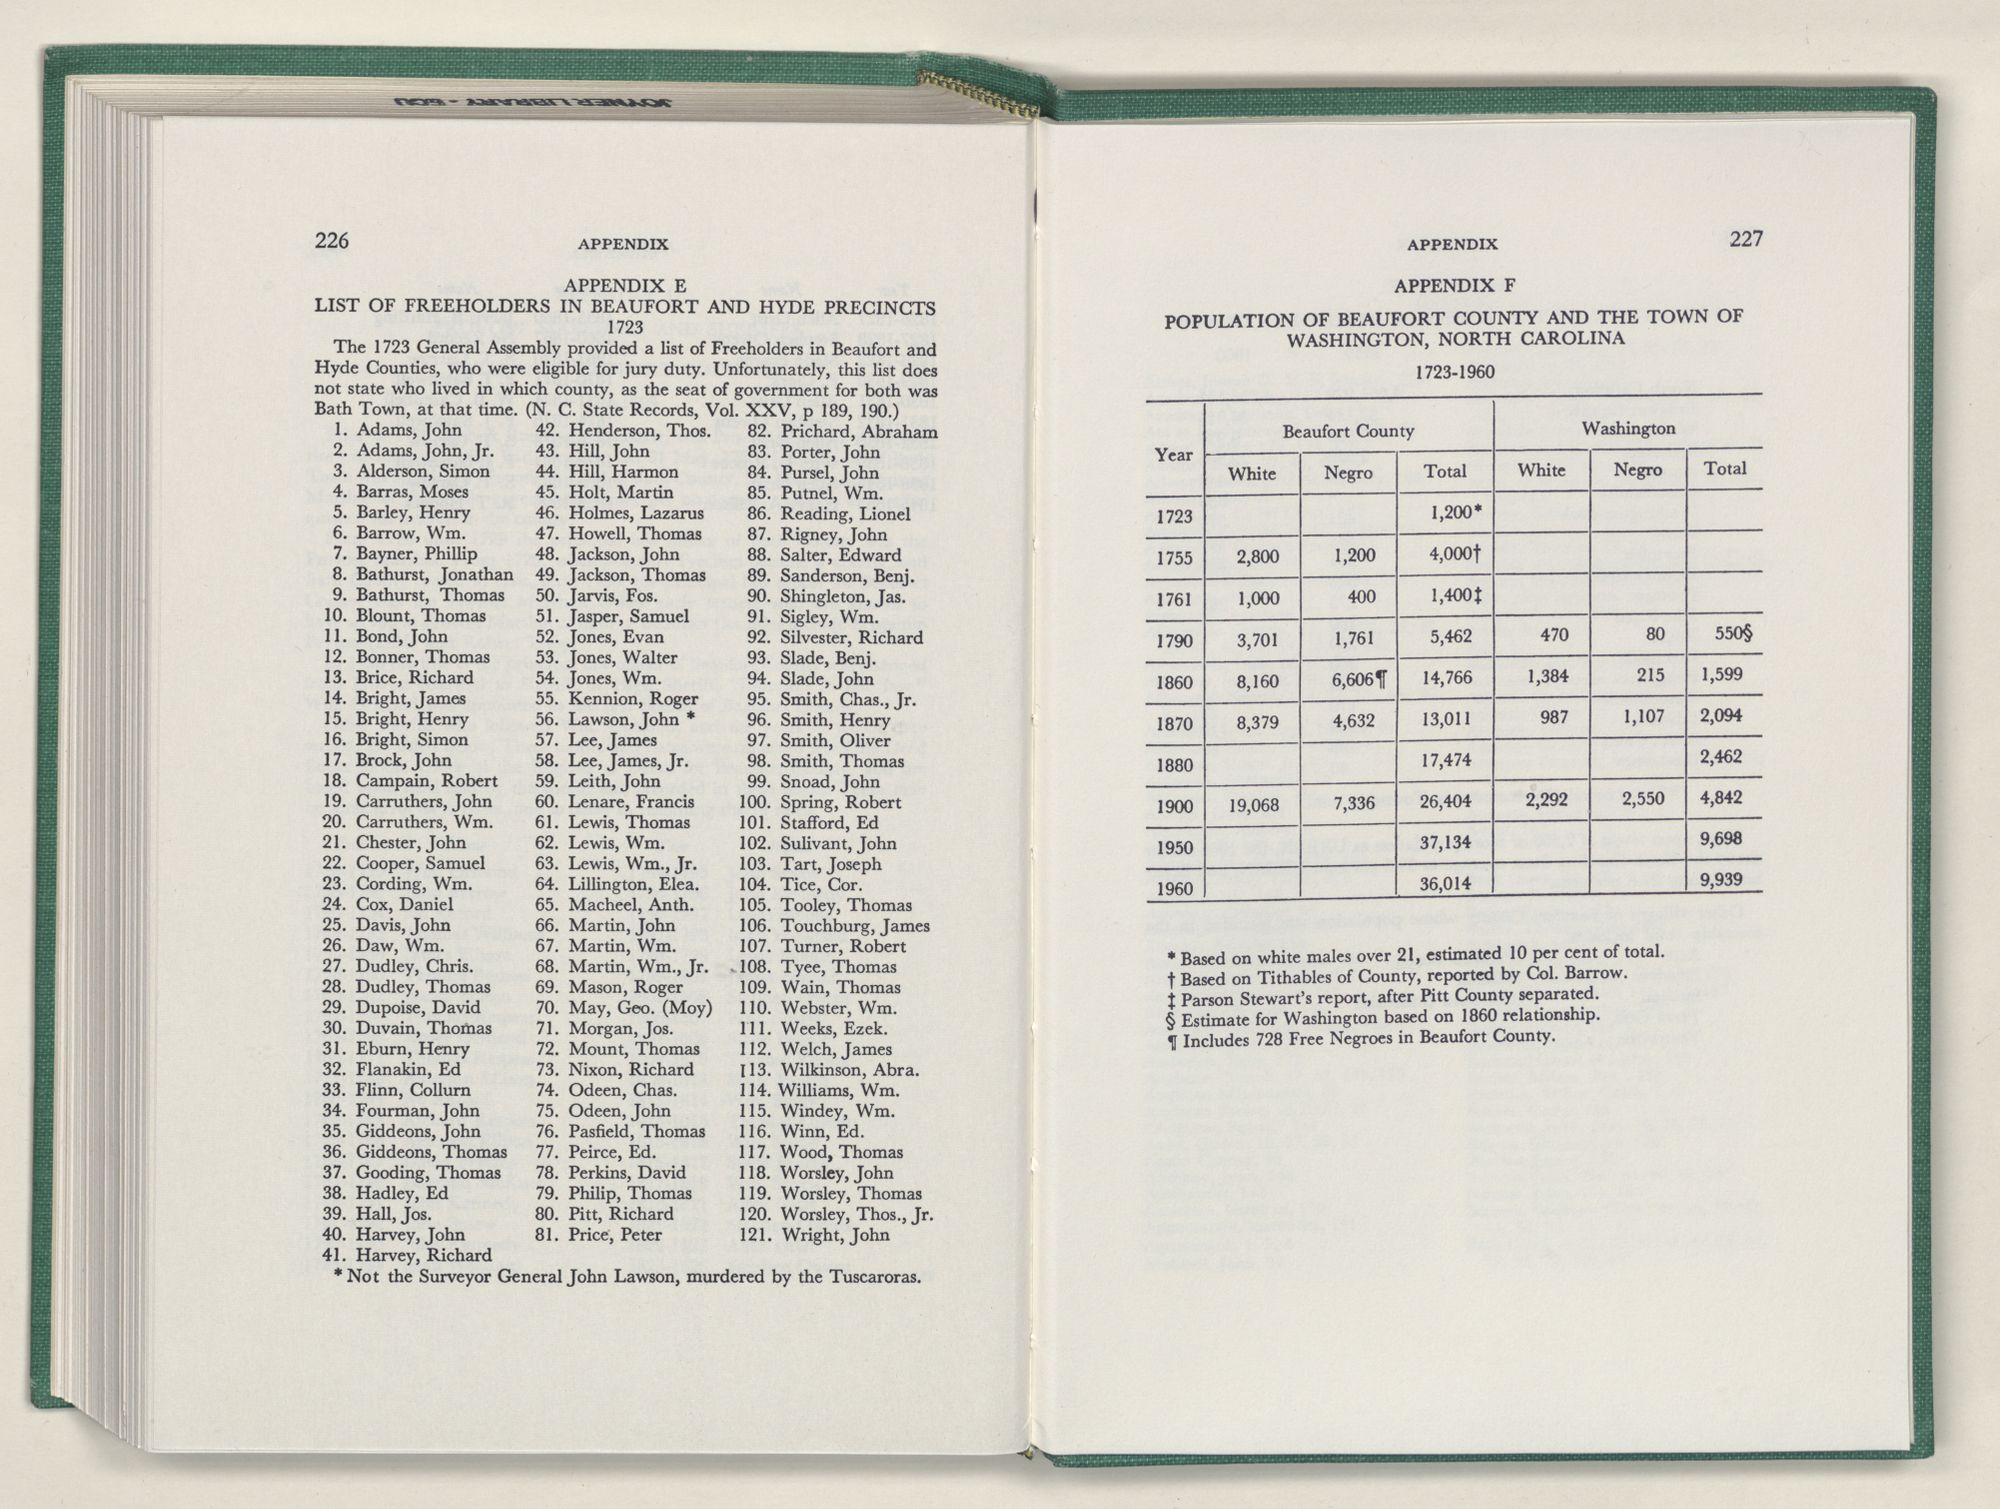 JOYNER LIBRARY - ECU
226 APPENDIX
APPENDIX E
LIST OF FREEHOLDERS IN BEAUFORT AND HYDE PRECINCTS
1723
The 1723 General Assembly provided a list of Freeholders in Beaufort and
Hyde Counties, who were eligible for jury duty. Unfortunately, this list does
not state who lived in which county, as the seat of government for both was
Bath Town, at that time. (N. C. State Records, Vol. XXV, p 189, 190.)
1. Adams, John
2. Adams, John, Jr.
3. Alderson, Simon
4. Barras, Moses
5. Barley, Henry
6. Barrow, Wm.
7. Bayner, Phillip
8. Bathurst, Jonathan
9. Bathurst, Thomas
10. Blount, Thomas
11. Bond, John
12. Bonner, Thomas
13. Brice, Richard
14. Bright, James
15. Bright, Henry
16. Bright, Simon
17. Brock, John
18. Campain, Robert
19. Carruthers, John
20. Carruthers, Wm.
21. Chester, John
22. Cooper, Samuel
23. Cording, Wm.
24. Cox, Daniel
25. Davis, John
26. Daw, Wm.
27. Dudley, Chris.
28. Dudley, Thomas
29. Dupoise, David
30. Duvain, Thomas
31. Eburn, Henry
32. Flanakin, Ed
33. Flinn, Collurn
34. Fourman, John
35. Giddeons, John
36. Giddeons, Thomas
37. Gooding, Thomas
38. Hadley, Ed
39. Hall, Jos.
40. Harvey, John
41. Harvey, Richard
42. Henderson, Thos.
43. Hill, John
44. Hill, Harmon
45. Holt, Martin
46. Holmes, Lazarus
47. Howell, Thomas
48. Jackson, John
49. Jackson, Thomas
50. Jarvis, Fos.
51. Jasper, Samuel
52. Jones, Evan
53. Jones, Walter
54. Jones, Wm.
55. Kennion, Roger
56. Lawson, John *
57. Lee, James
58. Lee, James, Jr.
59. Leith, John
60. Lenare, Francis
61. Lewis, Thomas
62. Lewis, Wm.
63. Lewis, Wm., Jr.
64. Lillington, Elea.
65. Macheel, Anth.
66. Martin, John
67. Martin, Wm.
68. Martin, Wm., Jr.
69. Mason, Roger
70. May, Geo. (Moy)
71. Morgan, Jos.
72. Mount, Thomas
73. Nixon, Richard
74. Odeen, Chas.
75. Odeen, John
76. Pasfield, Thomas
77. Peirce, Ed.
78. Perkins, David
79. Philip, Thomas
80. Pitt, Richard
81. Price, Peter
82. Prichard, Abraham
83. Porter, John
84. Pursel, John
85. Putnel, Wm.
86. Reading, Lionel
87. Rigney, John
88. Salter, Edward
89. Sanderson, Benj.
90. Shingleton, Jas.
91. Sigley, Wm.
92. Silvester, Richard
93. Slade, Benj.
94. Slade, John
95. Smith, Chas., Jr.
96. Smith, Henry
97. Smith, Oliver
98. Smith, Thomas
99. Snoad, John
100. Spring, Robert
101. Stafford, Ed
102. Sulivant, John
103. Tart, Joseph
104. Tice, Cor.
105. Tooley, Thomas
106. Touchburg, James
107. Turner, Robert
108. Tyee, Thomas
109. Wain, Thomas
110. Webster, Wm.
111. Weeks, Ezek.
112. Welch, James
113. Wilkinson, Abra.
114. Williams, Wm.
115. Windey, Wm.
116. Winn, Ed.
117. Wood, Thomas
118. Worsley, John
119. Worsley, Thomas
120. Worsley, Thos., Jr.
121. Wright, John
* Not the Surveyor General John Lawson, murdered by the Tuscaroras.
APPENDIX 227
APPENDIX F
POPULATION OF BEAUFORT COUNTY AND THE TOWN OF
WASHINGTON, NORTH CAROLINA
1723-1960
Year Beaufort County Washington
White Negro Total White Negro Total
1723 1,200*
1755 2,800 1,200 4,000†
1761 1,000 400 1,400‡
1790 3,701 1,761 5,462 470 80 550§
1860 8,160 6,606¶ 14,766 1,384 215 1,599
1870 8,379 4,632 13,011 987 1,107 2,094
1880 17,474 2,462
1900 19,068 7,336 26,404 2,292 2,550 4,842
1950 37,134 9,698
1960 36,014 9,939
* Based on white males over 21, estimated 10 per cent of total.
† Based on Tithables of County, reported by Col. Barrow.
‡ Parson Stewart's report, after Pitt County separated.
§ Estimate for Washington based on 1860 relationship.
¶ Includes 728 Free Negroes in Beaufort County.